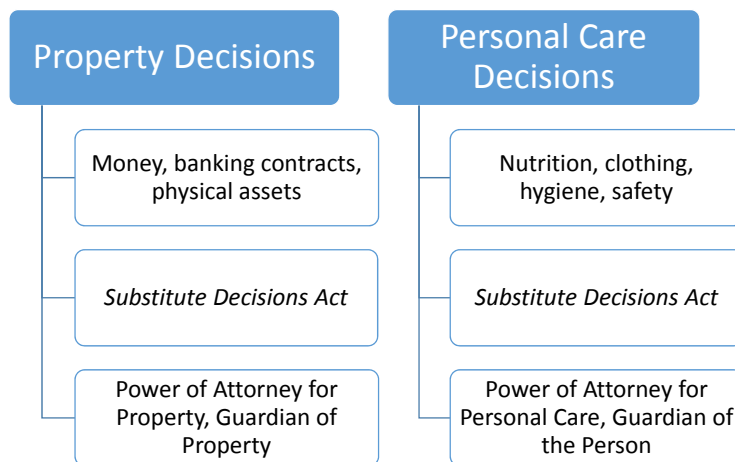 Property Decisions
Money, banking contracts,
physical assets
Substitute Decisions Act
Power of Attorney for
Property, Guardian of
Property
Personal Care
Decisions
Nutrition, clothing,
hygiene, safety
Substitute Decisions Act
Power of Attorney for
Personal Care, Guardian of
the Person